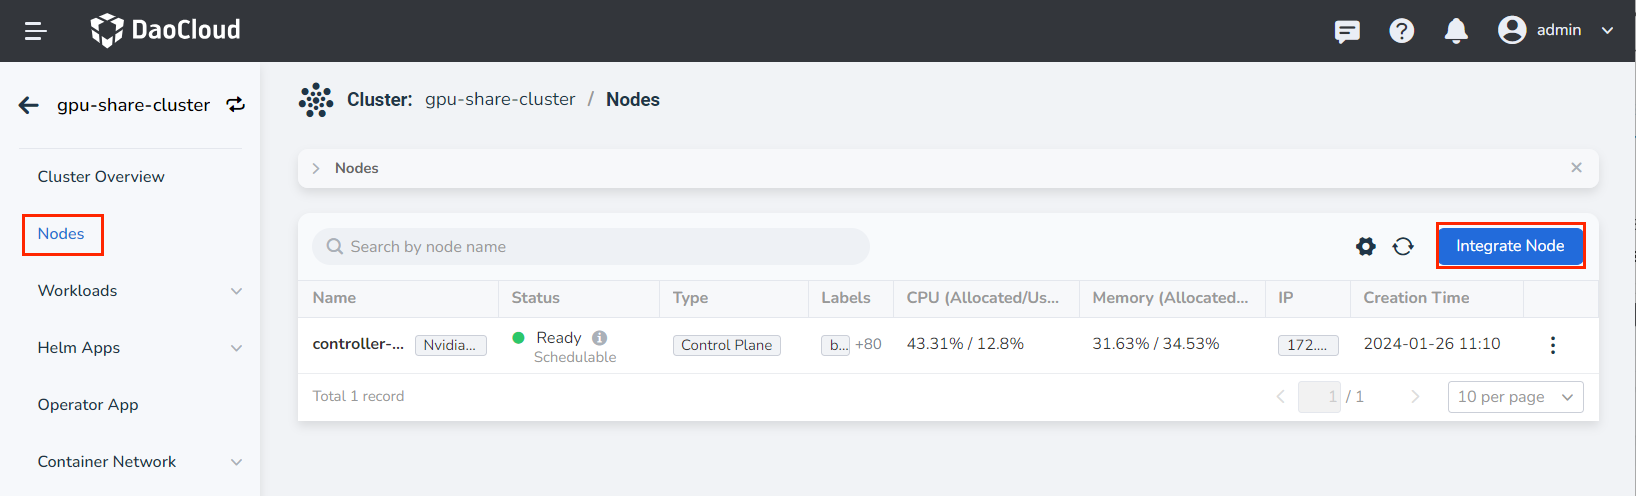 DaoCloud
admin
gpu-share-cluster
Cluster Overview
Nodes
Workloads
Helm Apps
Operator App
Container Network
Cluster: gpu-share-cluster / Nodes
Nodes
Search by node name
Integrate Node
Name Status Type Labels CPU (Allocated/Us... Memory (Allocated... IP Creation Time
controller-... Nvidia... Ready Control Plane b... +80 43.31% / 12.8% 31.63% / 34.53% 172.... 2024-01-26 11:10
Schedulable
Total 1 record
1 / 1
10 per page